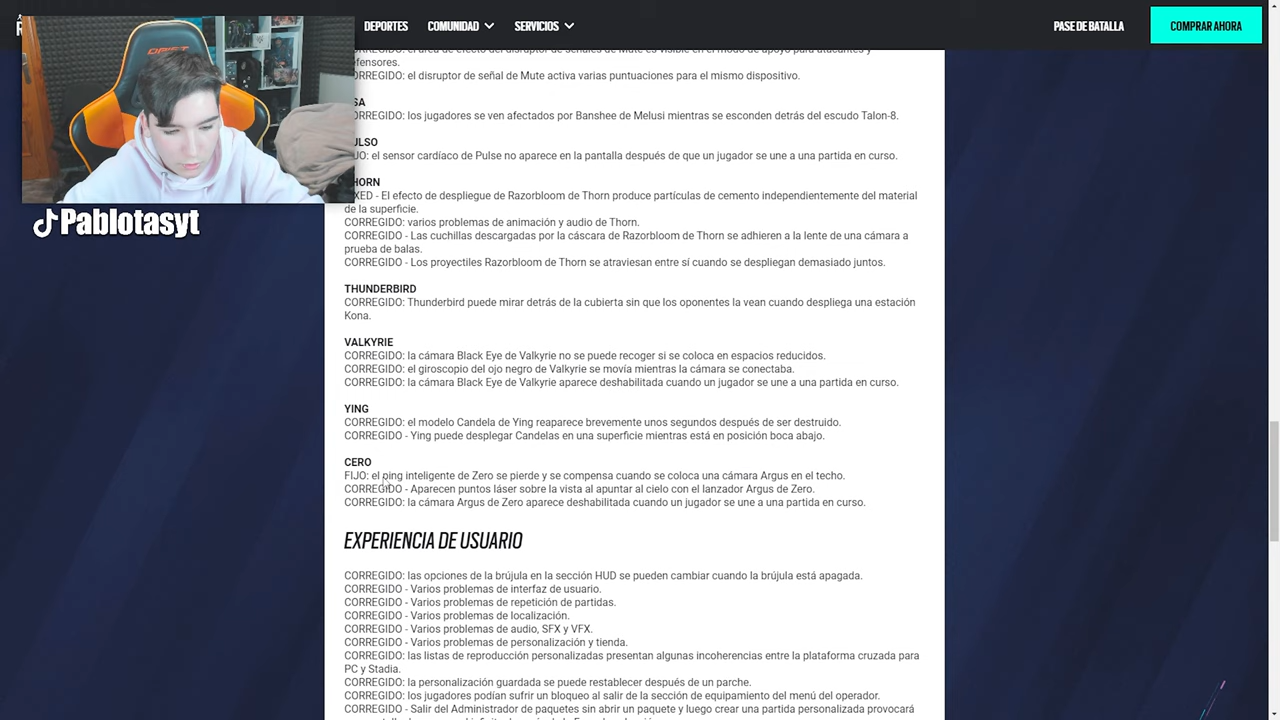 DEPORTES
COMUNIDAD
SERVICIOS
PASE DE BATALLA
COMPRAR AHORA
CORREGIDO: el área de efecto del disruptor de señales de Mute es visible en el modo de apoyo para atacantes y
efensores.
ORREGIDO: el disruptor de señal de Mute activa varias puntuaciones para el mismo dispositivo.
SA
ORREGIDO: los jugadores se ven afectados por Banshee de Melusi mientras se esconden detrás del escudo Talon-8.
ULSO
JO: el sensor cardíaco de Pulse no aparece en la pantalla después de que un jugador se une a una partida en curso.
HORN
XED - El efecto de despliegue de Razorbloom de Thorn produce partículas de cemento independientemente del material
de la superficie.
CORREGIDO: varios problemas de animación y audio de Thorn.
CORREGIDO - Las cuchillas descargadas por la cáscara de Razorbloom de Thorn se adhieren a la lente de una cámara a
prueba de balas.
CORREGIDO - Los proyectiles Razorbloom de Thorn se atraviesan entre sí cuando se despliegan demasiado juntos.
THUNDERBIRD
CORREGIDO: Thunderbird puede mirar detrás de la cubierta sin que los oponentes la vean cuando despliega una estación
Kona.
VALKYRIE
CORREGIDO: la cámara Black Eye de Valkyrie no se puede recoger si se coloca en espacios reducidos.
CORREGIDO: el giroscopio del ojo negro de Valkyrie se movía mientras la cámara se conectaba.
CORREGIDO: la cámara Black Eye de Valkyrie aparece deshabilitada cuando un jugador se une a una partida en curso.
YING
CORREGIDO: el modelo Candela de Ying reaparece brevemente unos segundos después de ser destruido.
CORREGIDO - Ying puede desplegar Candelas en una superficie mientras está en posición boca abajo.
CERO
FIJO: el ping inteligente de Zero se pierde y se compensa cuando se coloca una cámara Argus en el techo.
CORREGIDO - Aparecen puntos láser sobre la vista al apuntar al cielo con el lanzador Argus de Zero.
CORREGIDO: la cámara Argus de Zero aparece deshabilitada cuando un jugador se une a una partida en curso.
EXPERIENCIA DE USUARIO
CORREGIDO: las opciones de la brújula en la sección HUD se pueden cambiar cuando la brújula está apagada.
CORREGIDO - Varios problemas de interfaz de usuario.
CORREGIDO - Varios problemas de repetición de partidas.
CORREGIDO - Varios problemas de localización.
CORREGIDO - Varios problemas de audio, SFX y VFX.
CORREGIDO - Varios problemas de personalización y tienda.
CORREGIDO: las listas de reproducción personalizadas presentan algunas incoherencias entre la plataforma cruzada para
PC y Stadia.
CORREGIDO: la personalización guardada se puede restablecer después de un parche.
CORREGIDO: los jugadores podían sufrir un bloqueo al salir de la sección de equipamiento del menú del operador.
CORREGIDO - Salir del Administrador de paquetes sin abrir un paquete y luego crear una partida personalizada provocará
Pablotasyt